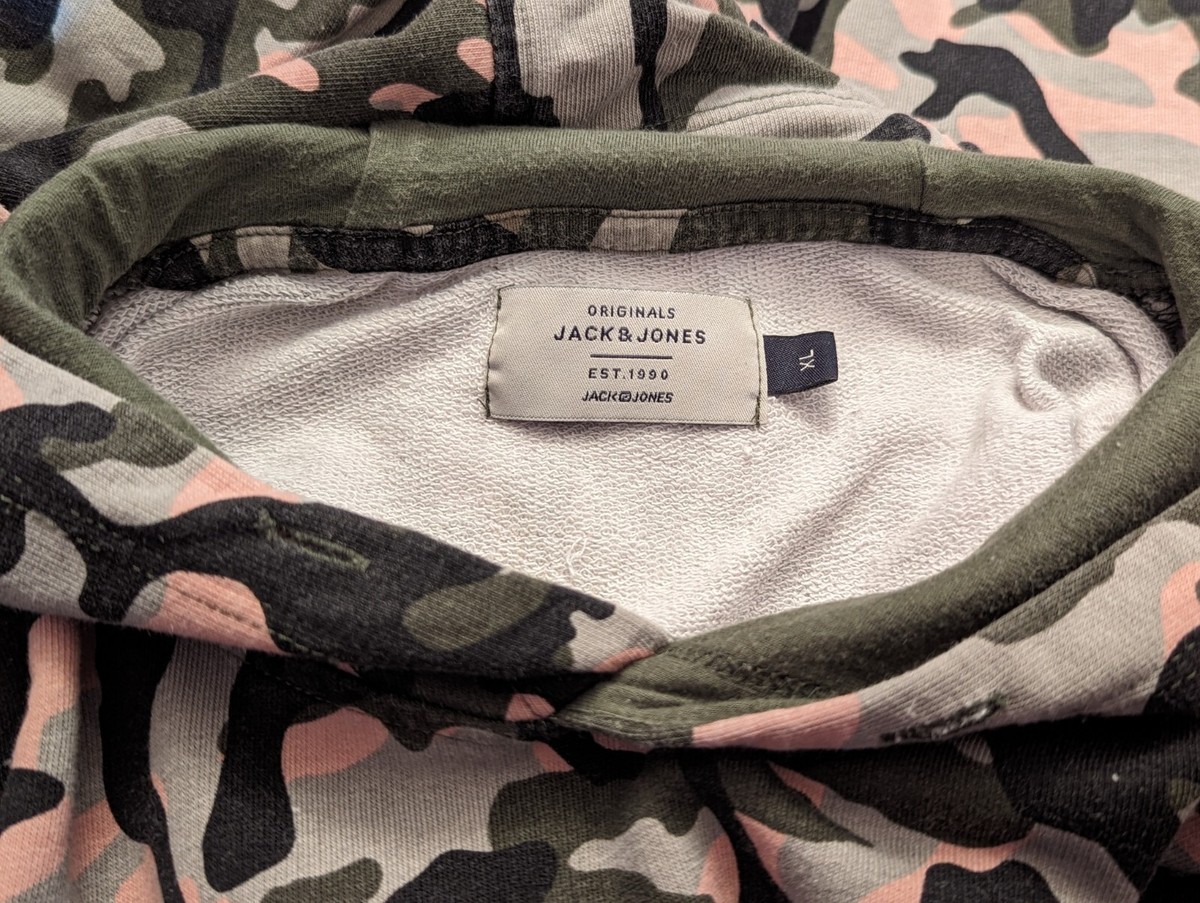 ORIGINALS
JACK&JONES
EST.1990
JACK JONES
XL